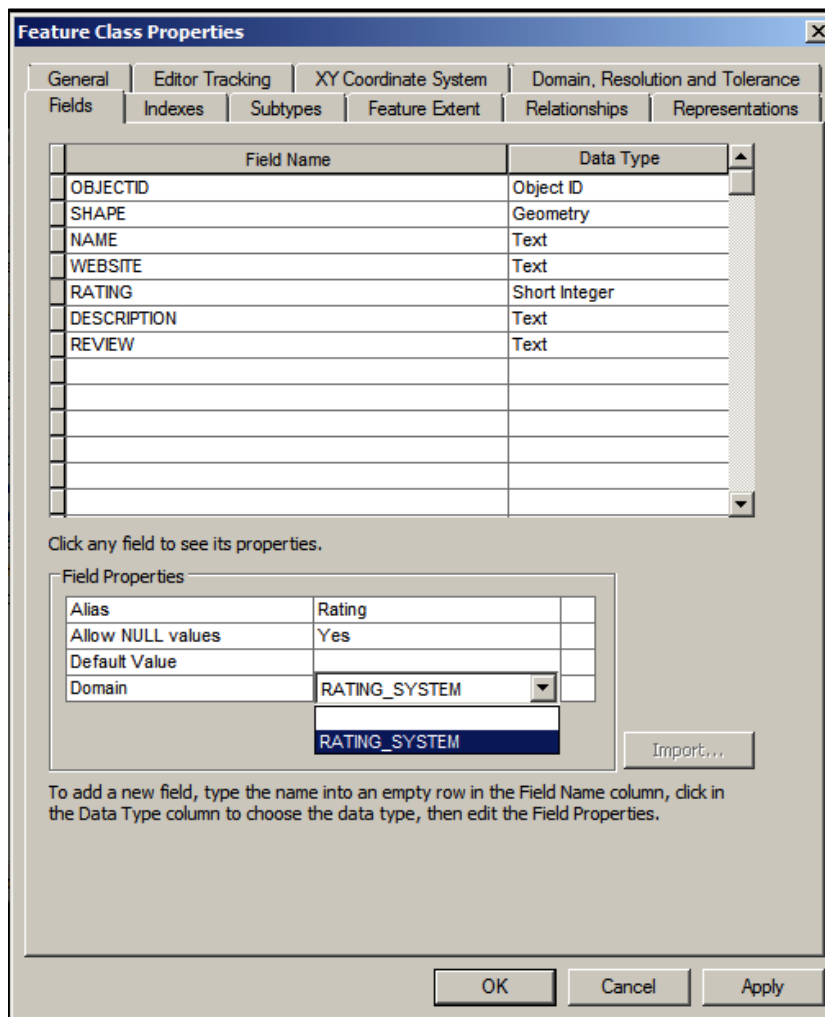 Feature Class Properties
General Editor Tracking XY Coordinate System Domain, Resolution and Tolerance
Fields Indexes Subtypes Feature Extent Relationships Representations
Field Name Data Type
OBJECTID Object ID
SHAPE Geometry
NAME Text
WEBSITE Text
RATING Short Integer
DESCRIPTION Text
REVIEW Text
Click any field to see its properties.
Field Properties
Alias Rating
Allow NULL values Yes
Default Value
Domain RATING_SYSTEM
RATING_SYSTEM
Import...
To add a new field, type the name into an empty row in the Field Name column, click in
the Data Type column to choose the data type, then edit the Field Properties.
OK Cancel Apply